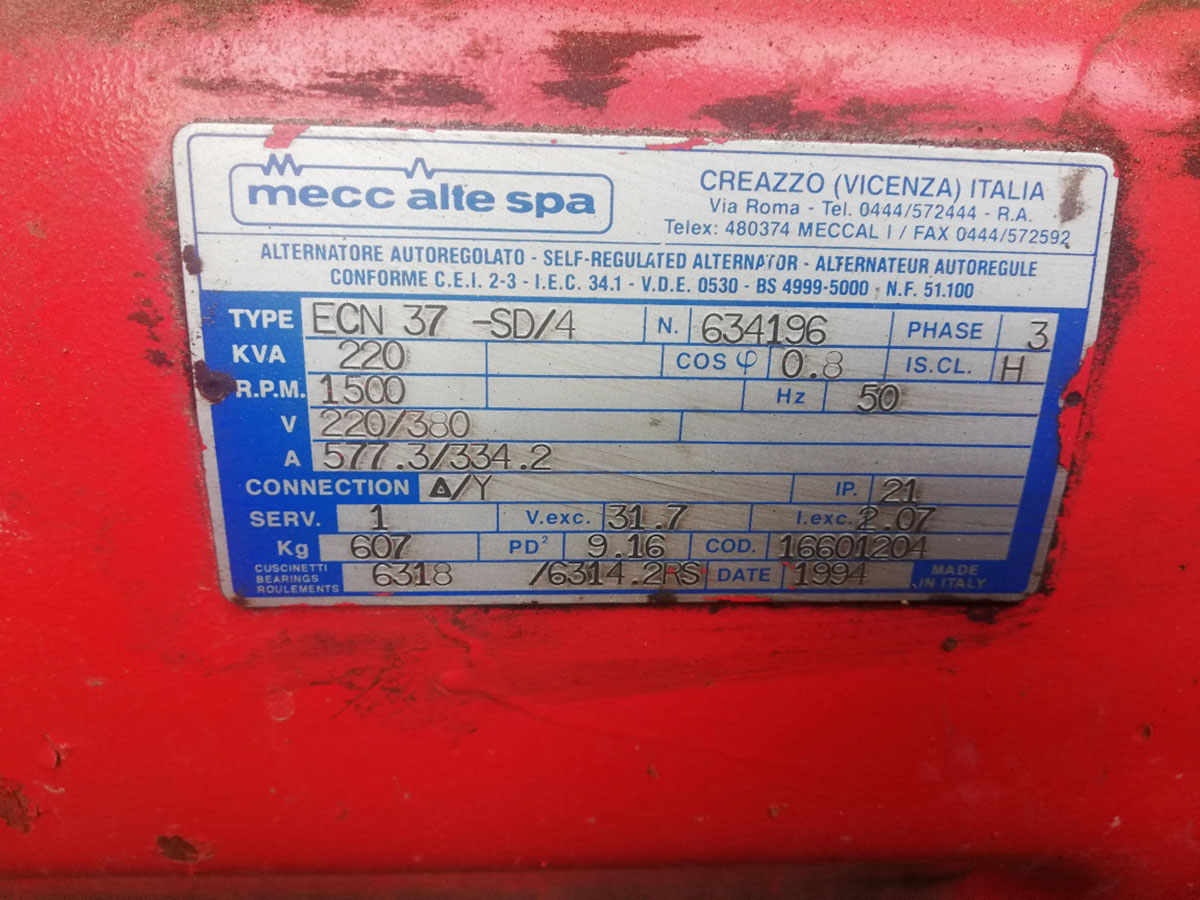 mecc alte spa
CREAZZO (VICENZA) ITALIA
Via Roma - Tel. 0444/572444 - R.A.
Telex: 480374 MECCAL I / FAX 0444/572592
ALTERNATORE AUTOREGOLATO - SELF-REGULATED ALTERNATOR - ALTERNATEUR AUTOREGULE
CONFORME C.E.I. 2-3 - I.E.C. 34.1 - V.D.E. 0530 - BS 4999-5000 - N.F. 51.100
TYPE ECN 37 -SD/4 N. 634196 PHASE 3
KVA 220 COS φ 0.8 IS.CL. H
R.P.M. 1500 Hz 50
V 220/380
A 577.3/334.2
CONNECTION Δ/Y IP. 21
SERV. 1 V.exc. 31.7 I.exc. 2.07
Kg 607 PD² 9.16 COD. 16601204
CUSCINETTI
BEARINGS
ROULEMENTS
6318 /6314.2RS DATE 1994
MADE
IN ITALY